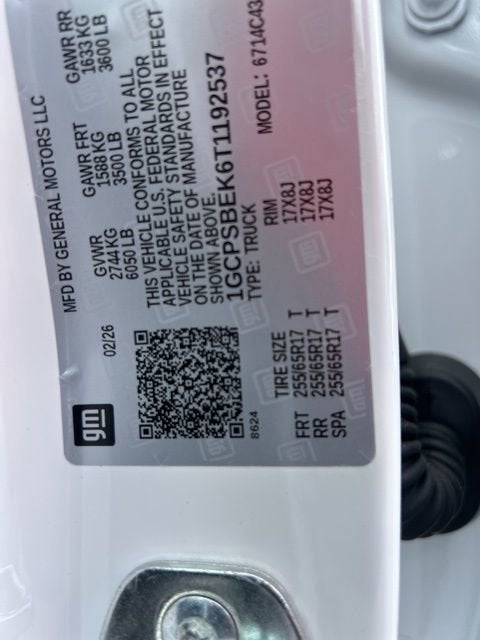 gm
MFD BY GENERAL MOTORS LLC
02/26
GVWR GAWR FRT GAWR RR
2744 KG 1588 KG 1633 KG
6050 LB 3500 LB 3600 LB
THIS VEHICLE CONFORMS TO ALL
APPLICABLE U.S. FEDERAL MOTOR
VEHICLE SAFETY STANDARDS IN EFFECT
ON THE DATE OF MANUFACTURE
SHOWN ABOVE.
1GCPSBEK6T1192537
TYPE: TRUCK MODEL: 6714C43
8624
TIRE SIZE RIM
FRT 255/65R17 T 17X8J
RR 255/65R17 T 17X8J
SPA 255/65R17 T 17X8J